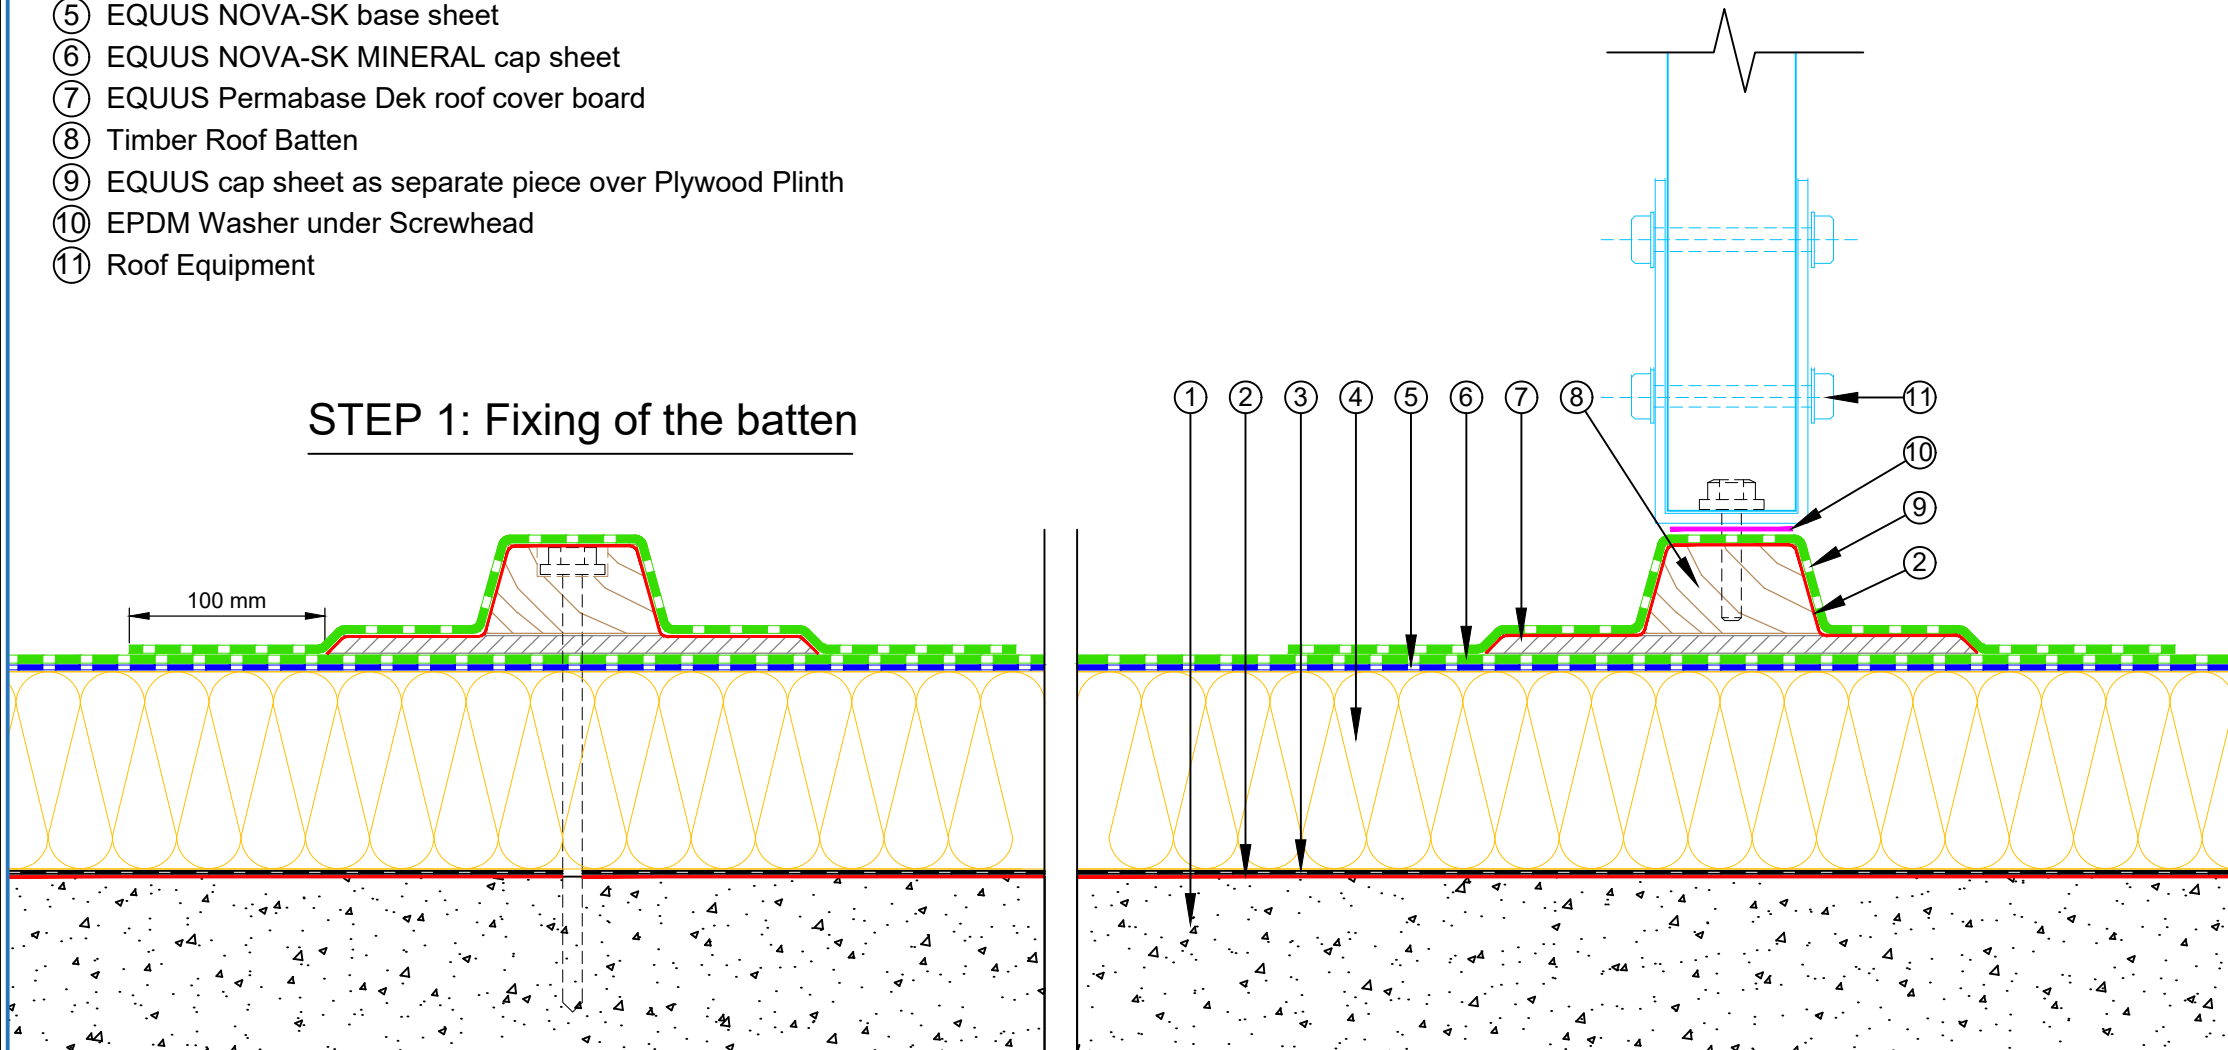 ⑤ EQUUS NOVA-SK base sheet
⑥ EQUUS NOVA-SK MINERAL cap sheet
⑦ EQUUS Permabase Dek roof cover board
⑧ Timber Roof Batten
⑨ EQUUS cap sheet as separate piece over Plywood Plinth
⑩ EPDM Washer under Screwhead
⑪ Roof Equipment
STEP 1: Fixing of the batten
① ② ③ ④ ⑤ ⑥ ⑦ ⑧ ⑪
⑩
⑨
②
100 mm